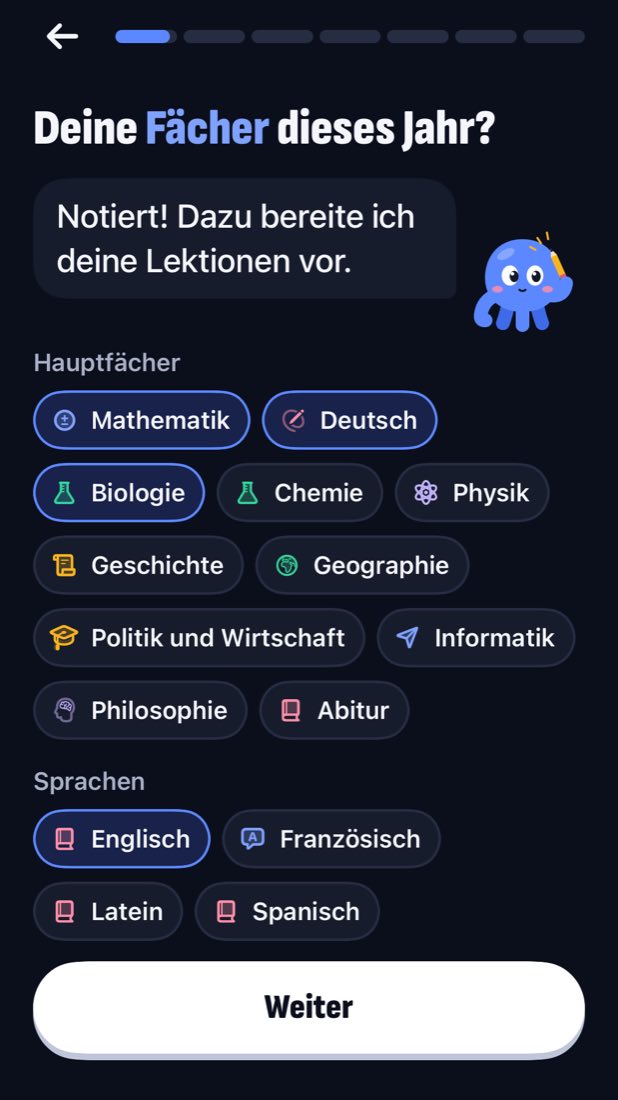 Deine Fächer dieses Jahr?
Notiert! Dazu bereite ich
deine Lektionen vor.
Hauptfächer
Mathematik Deutsch
Biologie Chemie Physik
Geschichte Geographie
Politik und Wirtschaft Informatik
Philosophie Abitur
Sprachen
Englisch Französisch
Latein Spanisch
Weiter